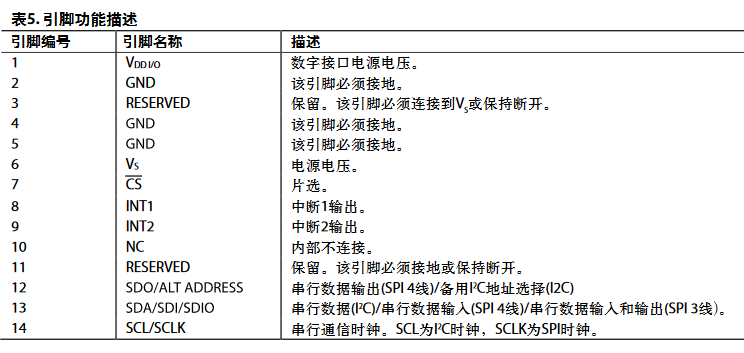 表5. 引脚功能描述
引脚编号 引脚名称 描述
1 VDD I/O 数字接口电源电压。
2 GND 该引脚必须接地。
3 RESERVED 保留。该引脚必须连接到VS或保持断开。
4 GND 该引脚必须接地。
5 GND 该引脚必须接地。
6 VS 电源电压。
7 C̅S̅ 片选。
8 INT1 中断1输出。
9 INT2 中断2输出。
10 NC 内部不连接。
11 RESERVED 保留。该引脚必须接地或保持断开。
12 SDO/ALT ADDRESS 串行数据输出(SPI 4线)/备用I²C地址选择(I2C)
13 SDA/SDI/SDIO 串行数据(I²C)/串行数据输入(SPI 4线)/串行数据输入和输出(SPI 3线)。
14 SCL/SCLK 串行通信时钟。SCL为I²C时钟，SCLK为SPI时钟。